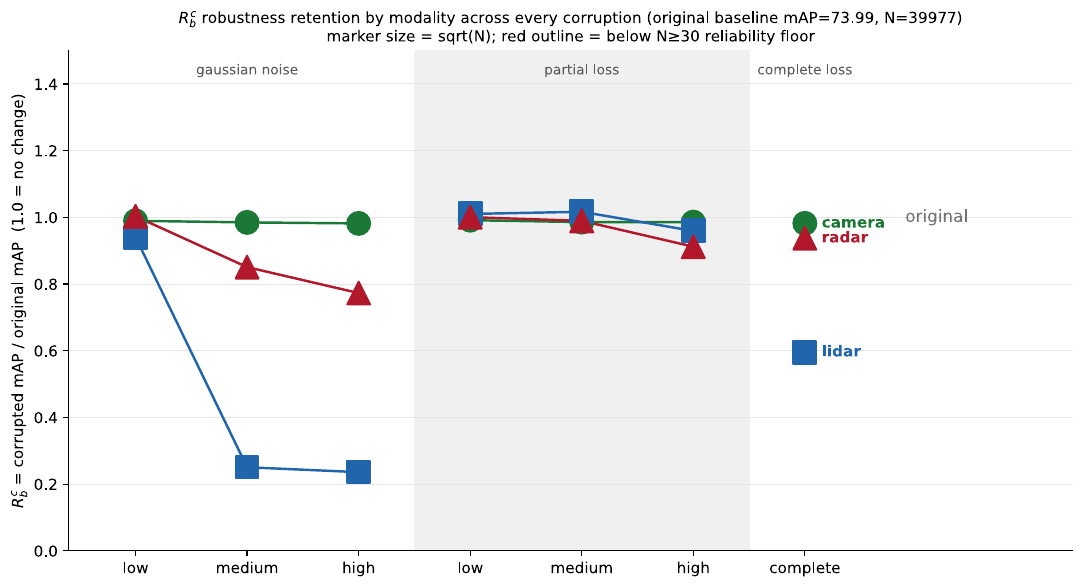 R_b^c robustness retention by modality across every corruption (original baseline mAP=73.99, N=39977)
marker size = sqrt(N); red outline = below N≥30 reliability floor
gaussian noise
partial loss
complete loss
R_b^c = corrupted mAP / original mAP (1.0 = no change)
1.4
1.2
1.0
0.8
0.6
0.4
0.2
0.0
camera
radar
lidar
original
low
medium
high
low
medium
high
complete